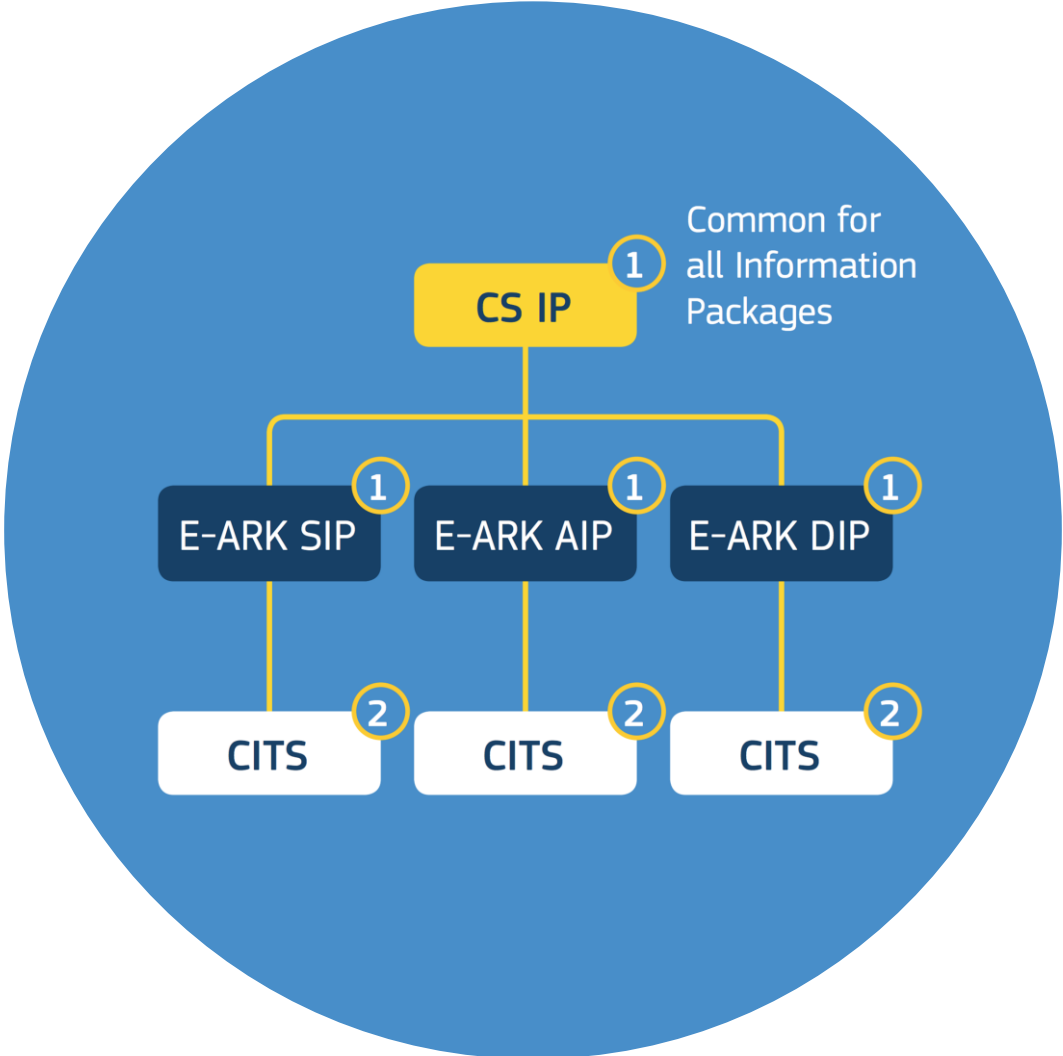 Common for
all Information
Packages
1
CS IP
1
1
1
E-ARK SIP
E-ARK AIP
E-ARK DIP
2
2
2
CITS
CITS
CITS